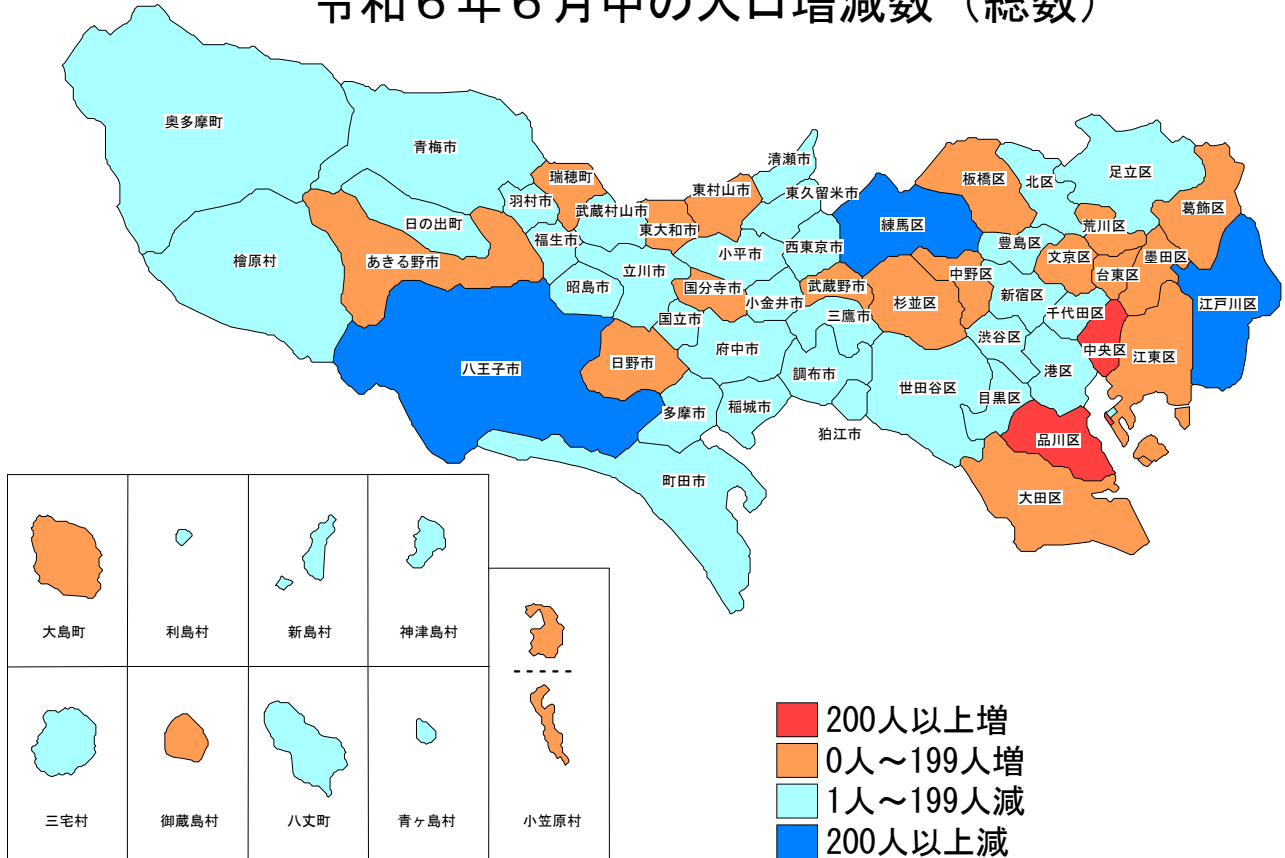 令和６年６月中の人口増減数（総数）
奥多摩町
青梅市
清瀬市
瑞穂町
東村山市
東久留米市
板橋区
北区
足立区
羽村市
武蔵村山市
葛飾区
日の出町
東大和市
練馬区
荒川区
福生市
西東京市
豊島区
檜原村
あきる野市
小平市
文京区
墨田区
立川市
中野区
台東区
昭島市
国分寺市
武蔵野市
新宿区
小金井市
杉並区
江戸川区
国立市
三鷹市
千代田区
渋谷区
府中市
中央区
江東区
八王子市
日野市
調布市
港区
世田谷区
目黒区
多摩市
稲城市
狛江市
品川区
町田市
大田区
大島町
利島村
新島村
神津島村
三宅村
御蔵島村
八丈町
青ヶ島村
小笠原村
200人以上増
0人～199人増
1人～199人減
200人以上減